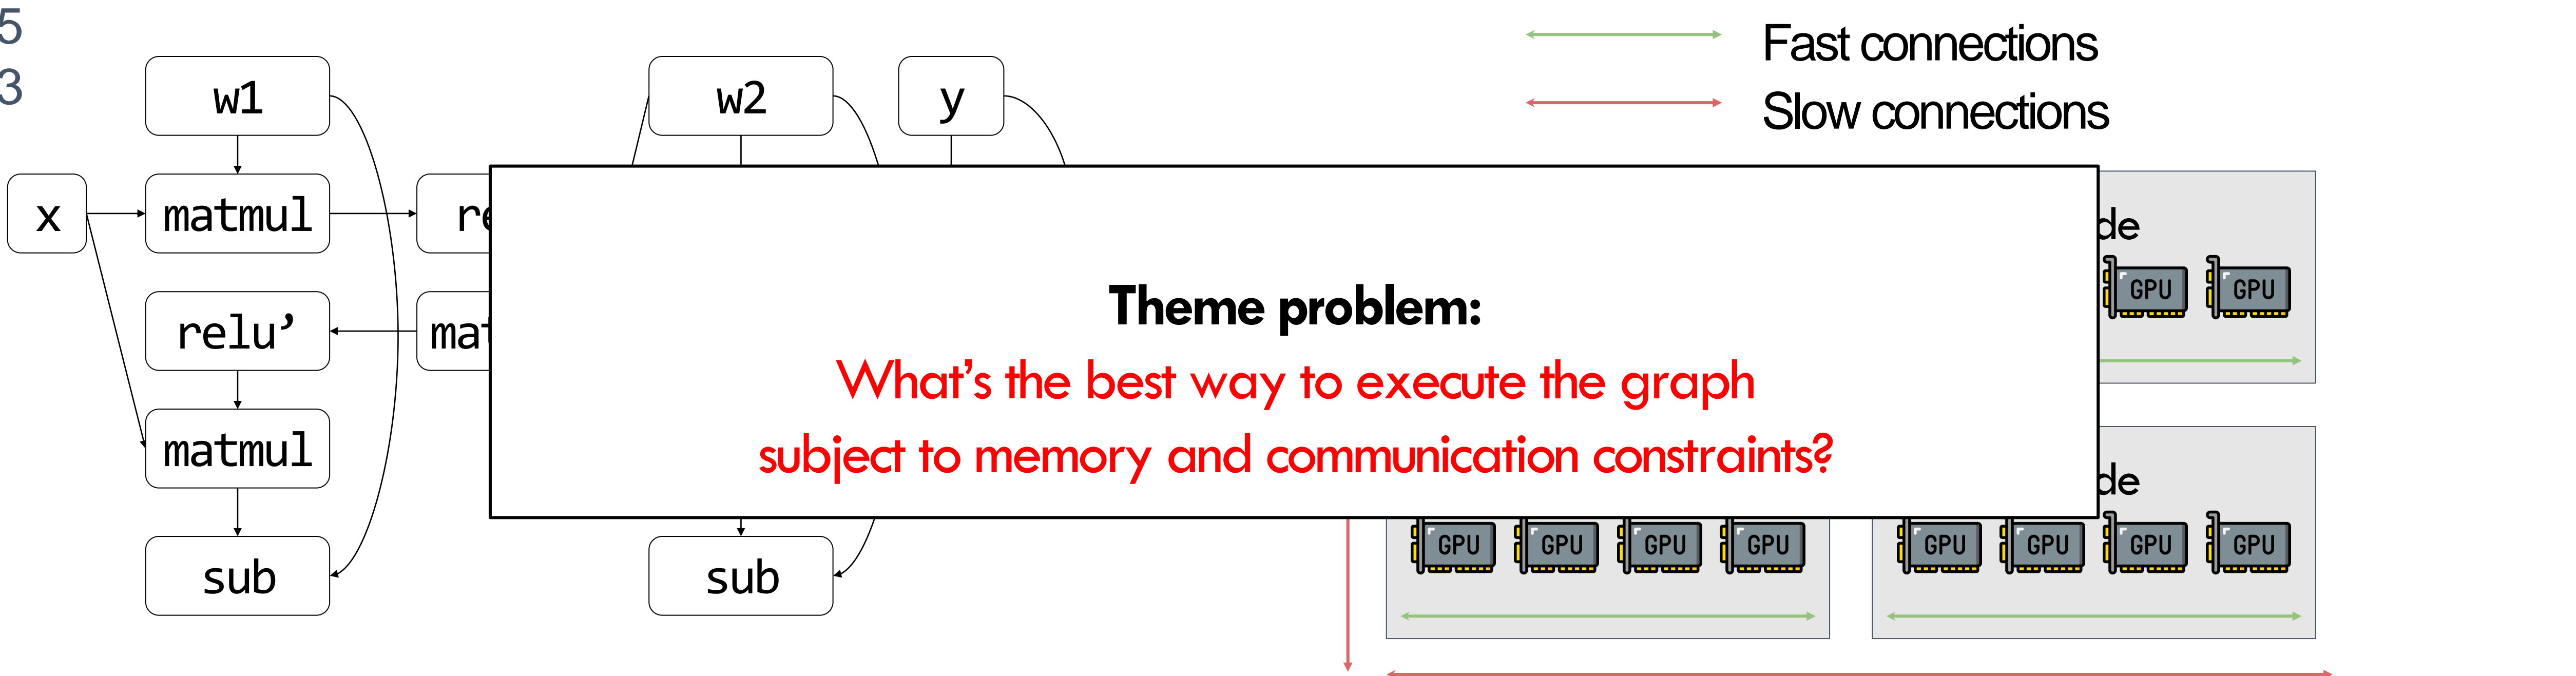 5
3
Fast connections
Slow connections
w1
w2
y
x
matmul
re
de
GPU GPU
relu’
mat
Theme problem:
What’s the best way to execute the graph
subject to memory and communication constraints?
matmul
de
GPU GPU GPU GPU GPU GPU GPU GPU
sub
sub